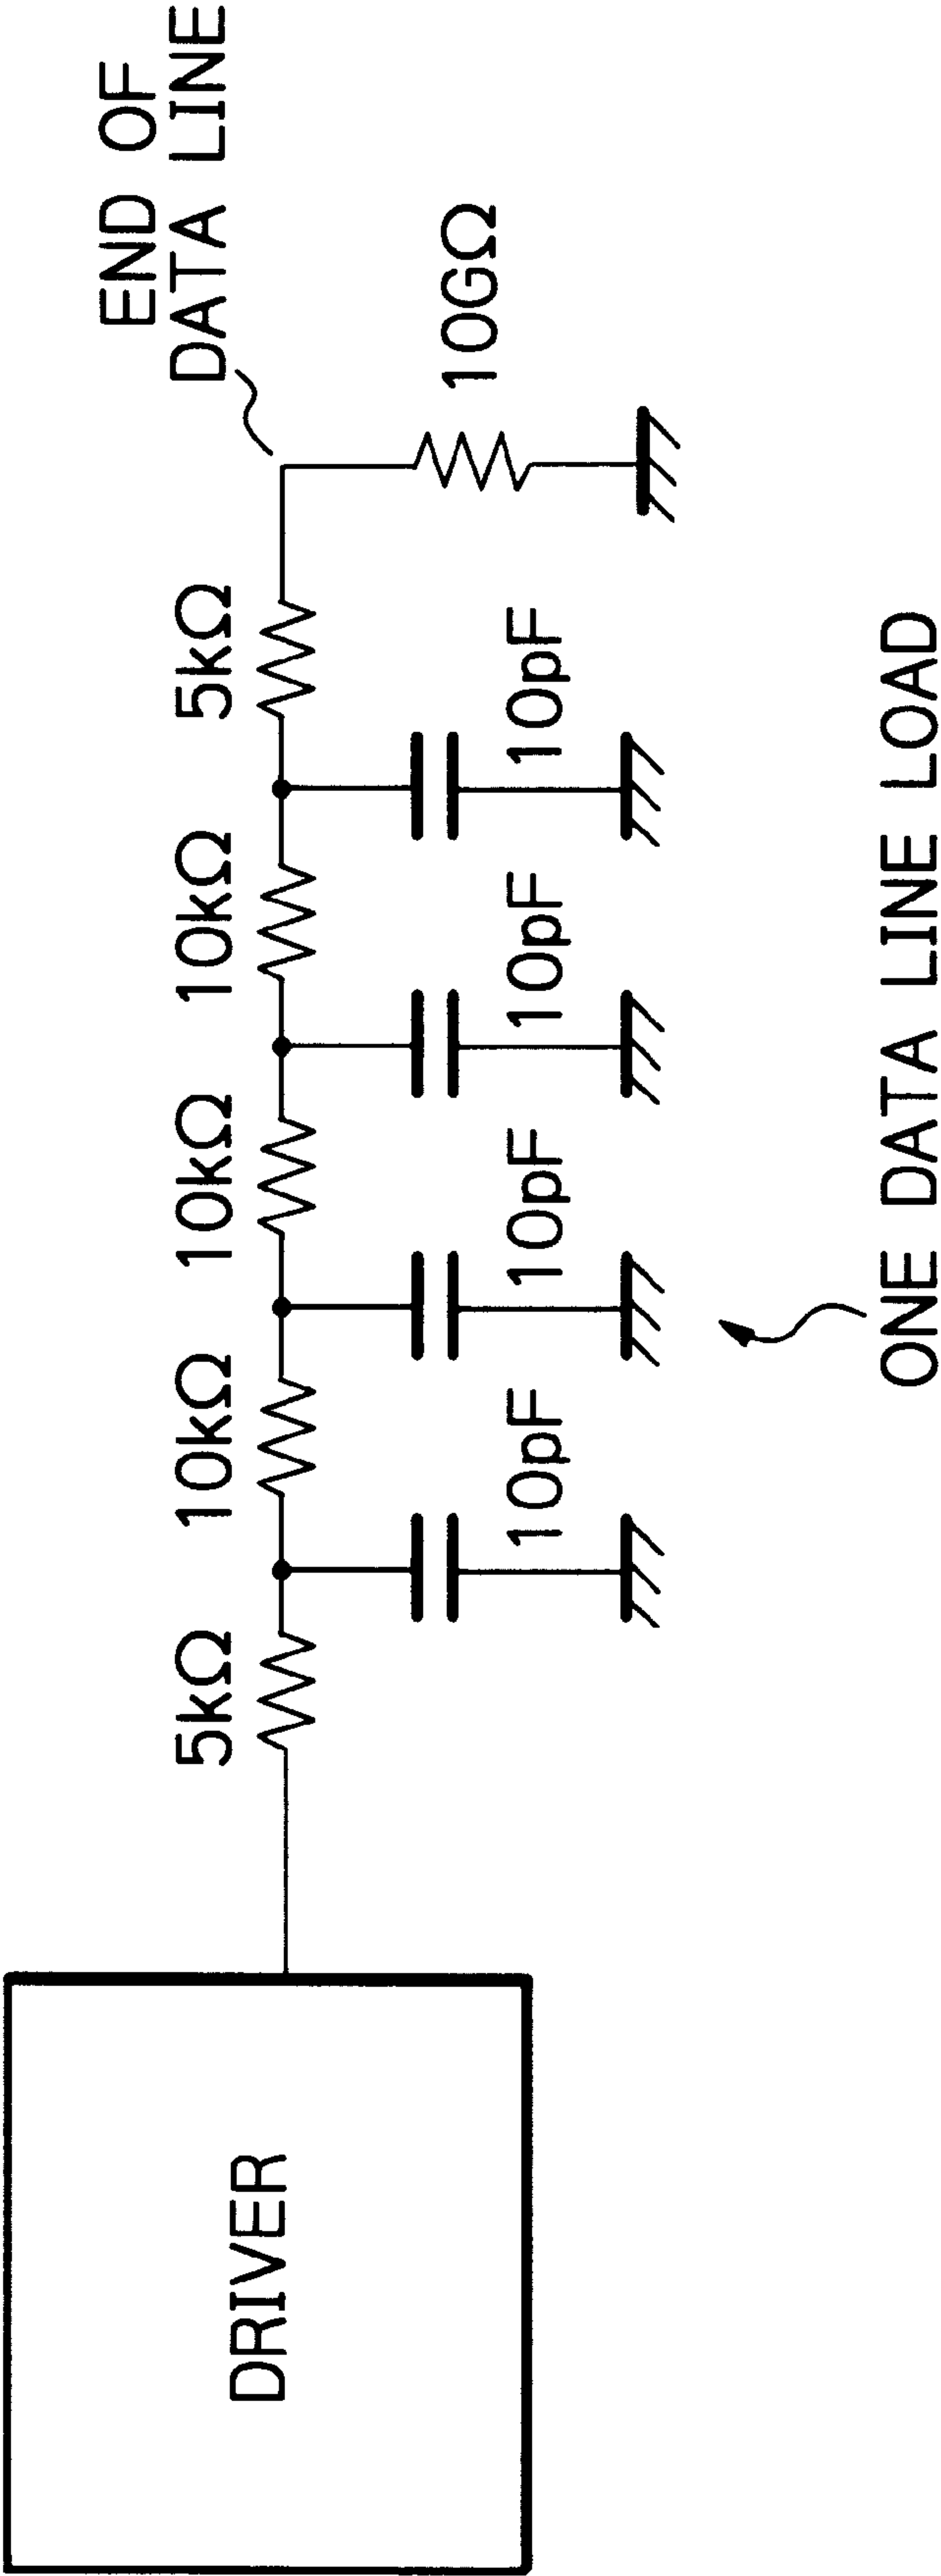 END OF
DATA LINE
5kΩ
10kΩ
10kΩ
10kΩ
5kΩ
10GΩ
DRIVER
10pF
10pF
10pF
10pF
ONE DATA LINE LOAD